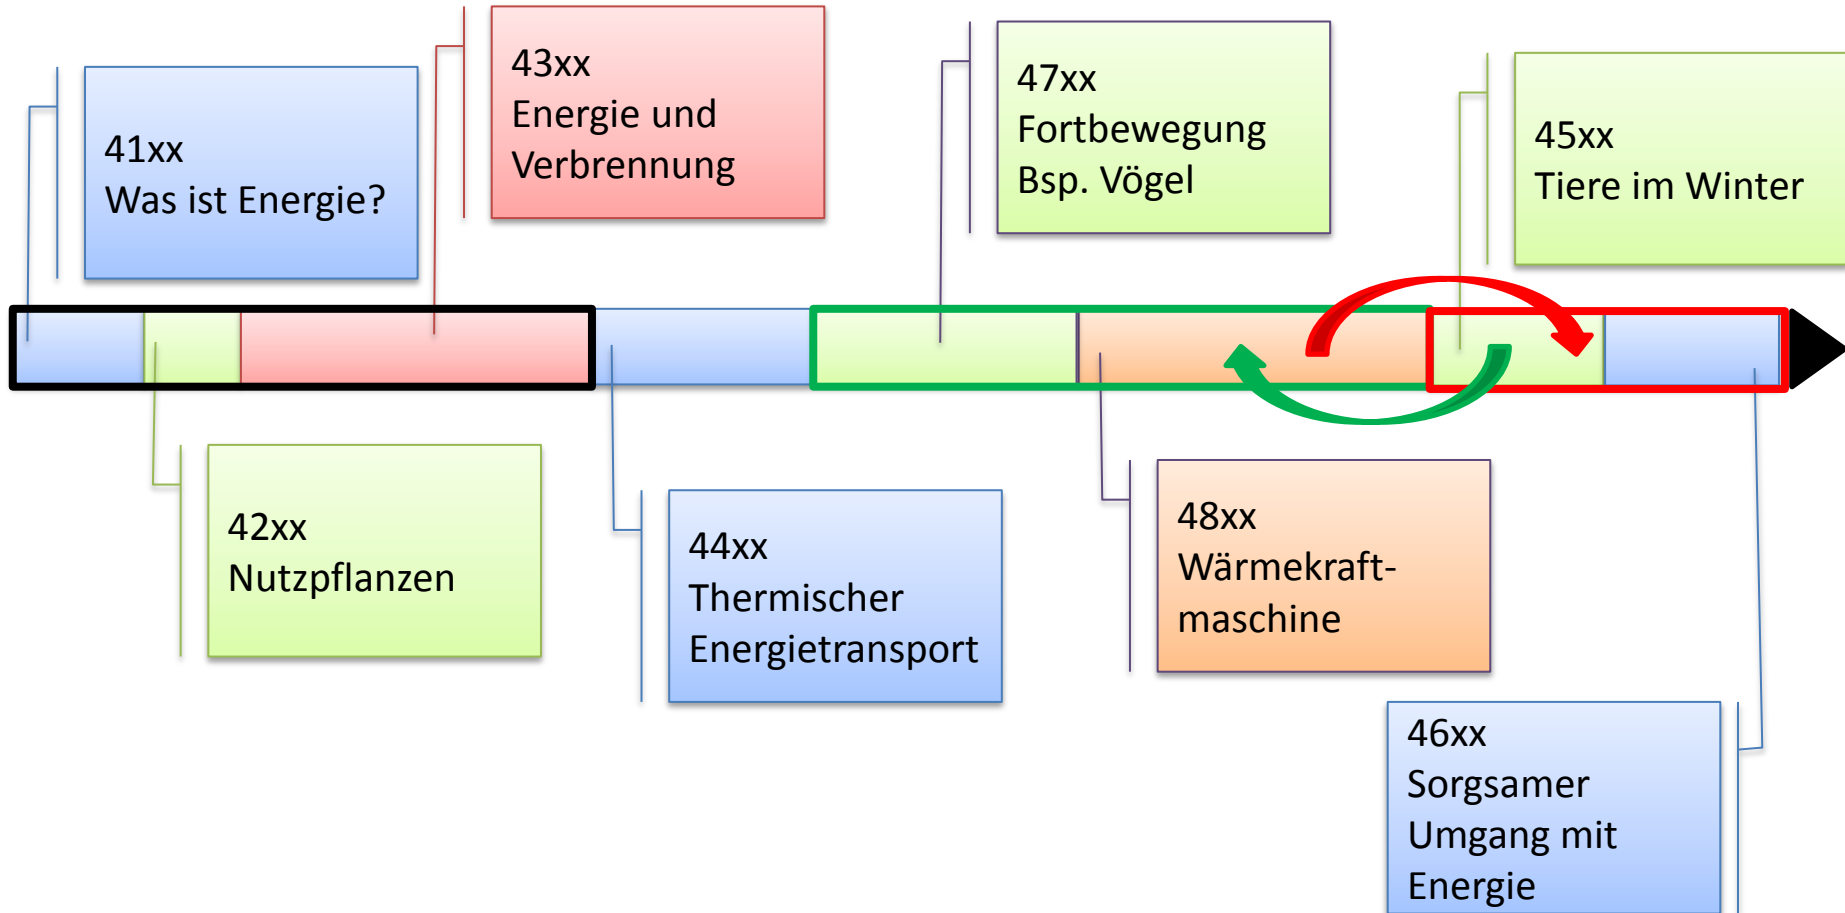 41xx
Was ist Energie?
43xx
Energie und
Verbrennung
47xx
Fortbewegung
Bsp. Vögel
45xx
Tiere im Winter
42xx
Nutzpflanzen
44xx
Thermischer
Energietransport
48xx
Wärmekraft-
maschine
46xx
Sorgsamer
Umgang mit
Energie